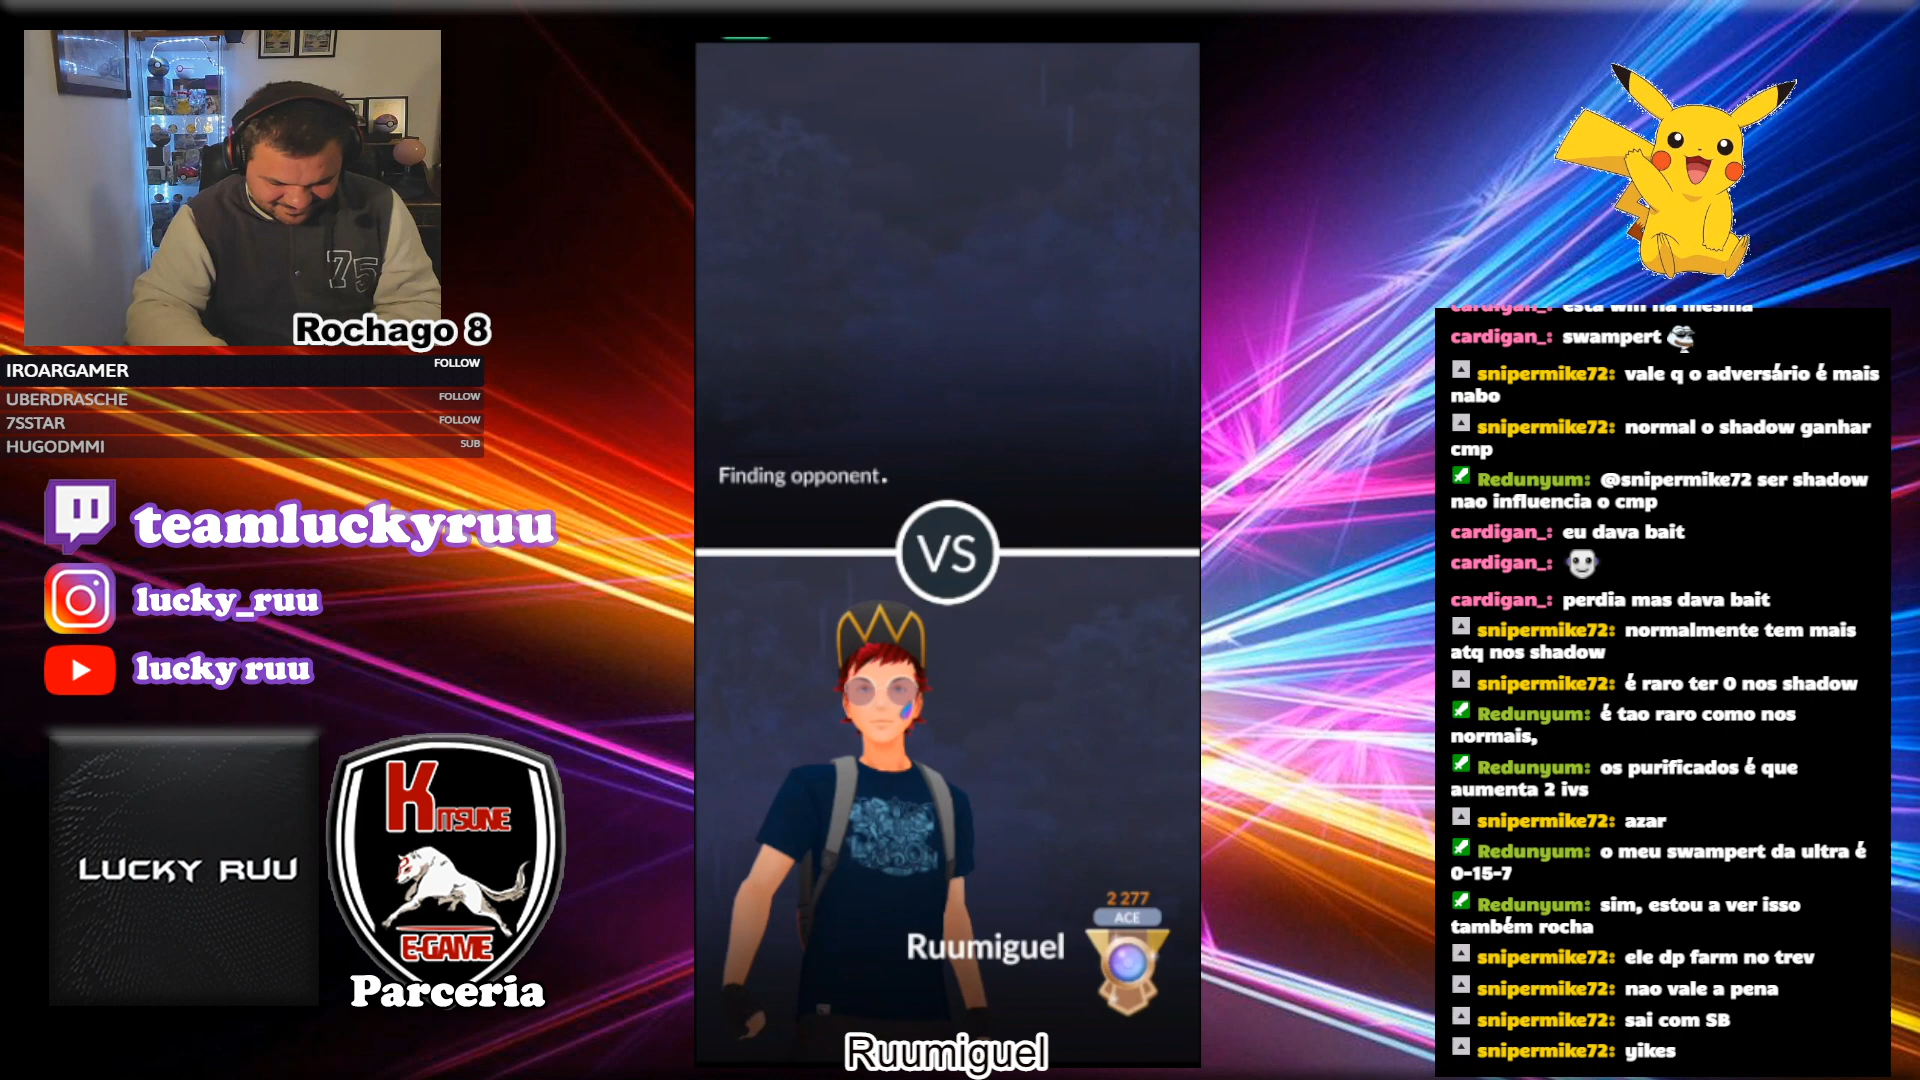 75
Rochago 8
IROARGAMER FOLLOW
UBERDRASCHE FOLLOW
7SSTAR FOLLOW
HUGODMMI SUB
teamluckyruu
lucky_ruu
lucky ruu
LUCKY RUU
KITSUNE
E-GAME
Parceria
Finding opponent.
VS
2 277
ACE
Ruumiguel
Ruumiguel
cardigan_: esta win na mesma
cardigan_: swampert
snipermike72: vale q o adversário é mais
nabo
snipermike72: normal o shadow ganhar
cmp
Redunyum: @snipermike72 ser shadow
nao influencia o cmp
cardigan_: eu dava bait
cardigan_:
cardigan_: perdia mas dava bait
snipermike72: normalmente tem mais
atq nos shadow
snipermike72: é raro ter 0 nos shadow
Redunyum: é tao raro como nos
normais,
Redunyum: os purificados é que
aumenta 2 ivs
snipermike72: azar
Redunyum: o meu swampert da ultra é
0-15-7
Redunyum: sim, estou a ver isso
também rocha
snipermike72: ele dp farm no trev
snipermike72: nao vale a pena
snipermike72: sai com SB
snipermike72: yikes